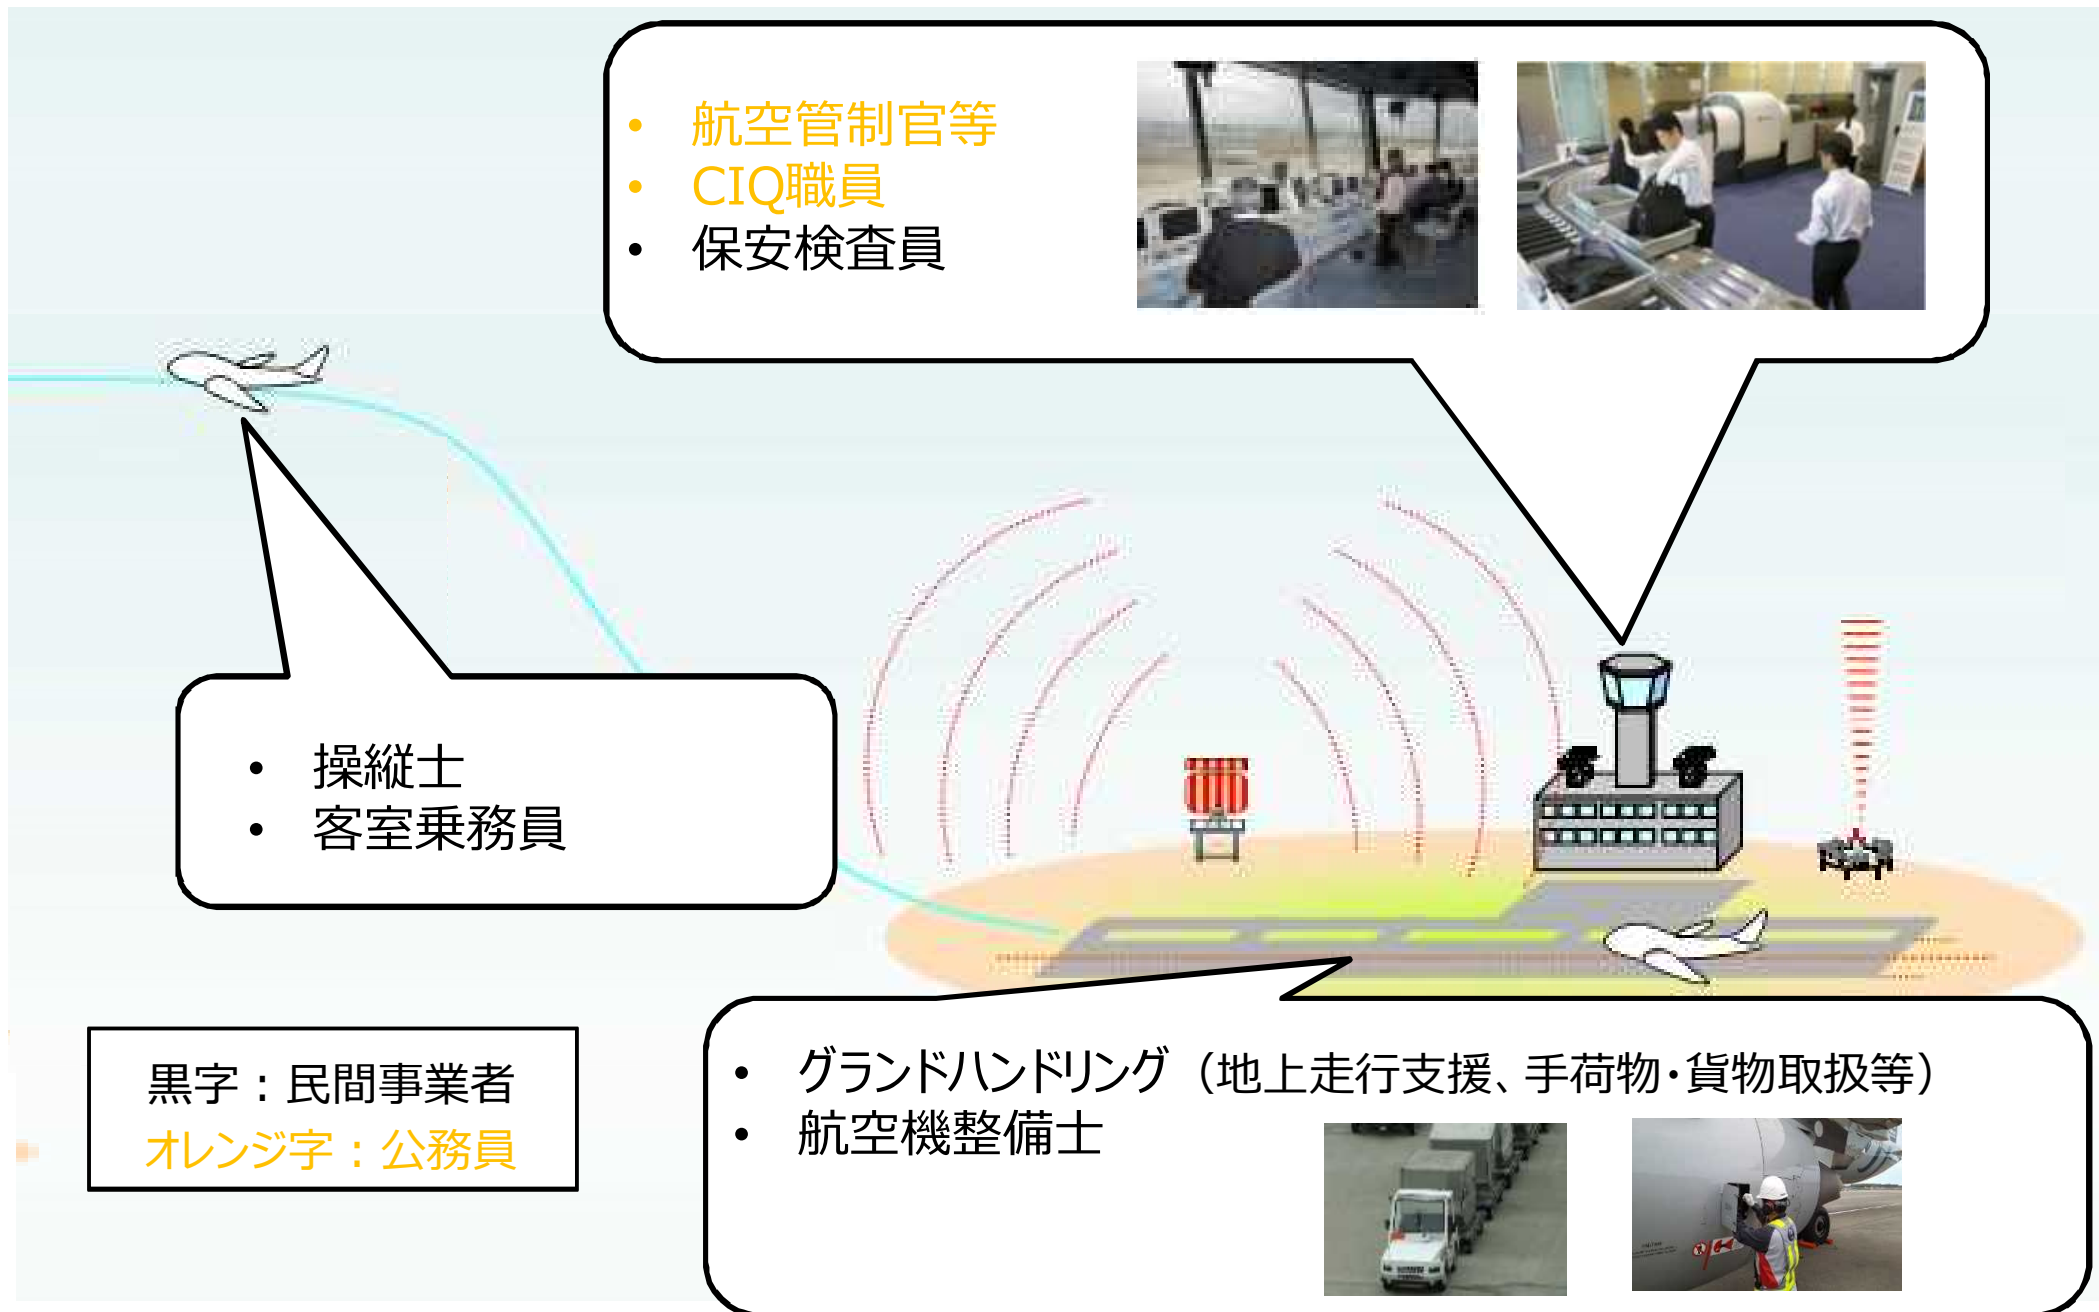 • 航空管制官等
• CIQ職員
• 保安検査員
• 操縦士
• 客室乗務員
黒字：民間事業者
オレンジ字：公務員
• グランドハンドリング（地上走行支援、手荷物・貨物取扱等）
• 航空機整備士